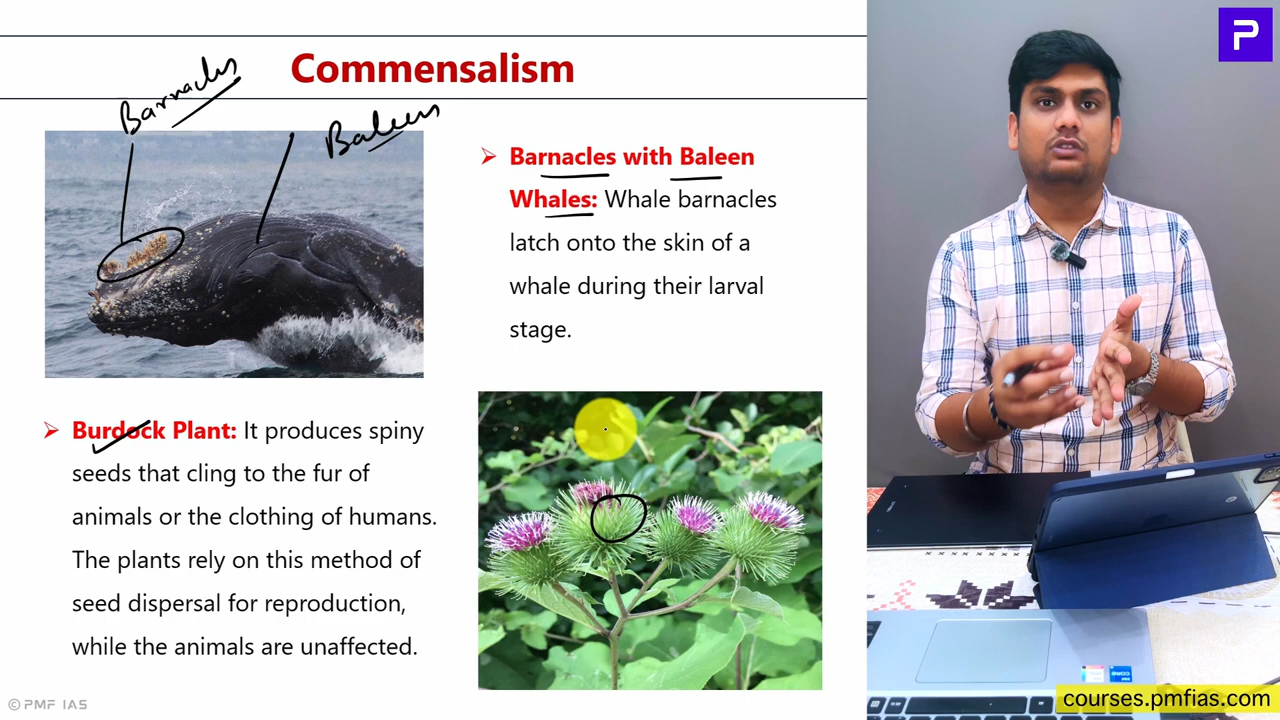 P
Commensalism
Barnacles
Baleen
➢ Barnacles with Baleen
Whales: Whale barnacles
latch onto the skin of a
whale during their larval
stage.
➢ Burdock Plant: It produces spiny
seeds that cling to the fur of
animals or the clothing of humans.
The plants rely on this method of
seed dispersal for reproduction,
while the animals are unaffected.
© PMF IAS
courses.pmfias.com